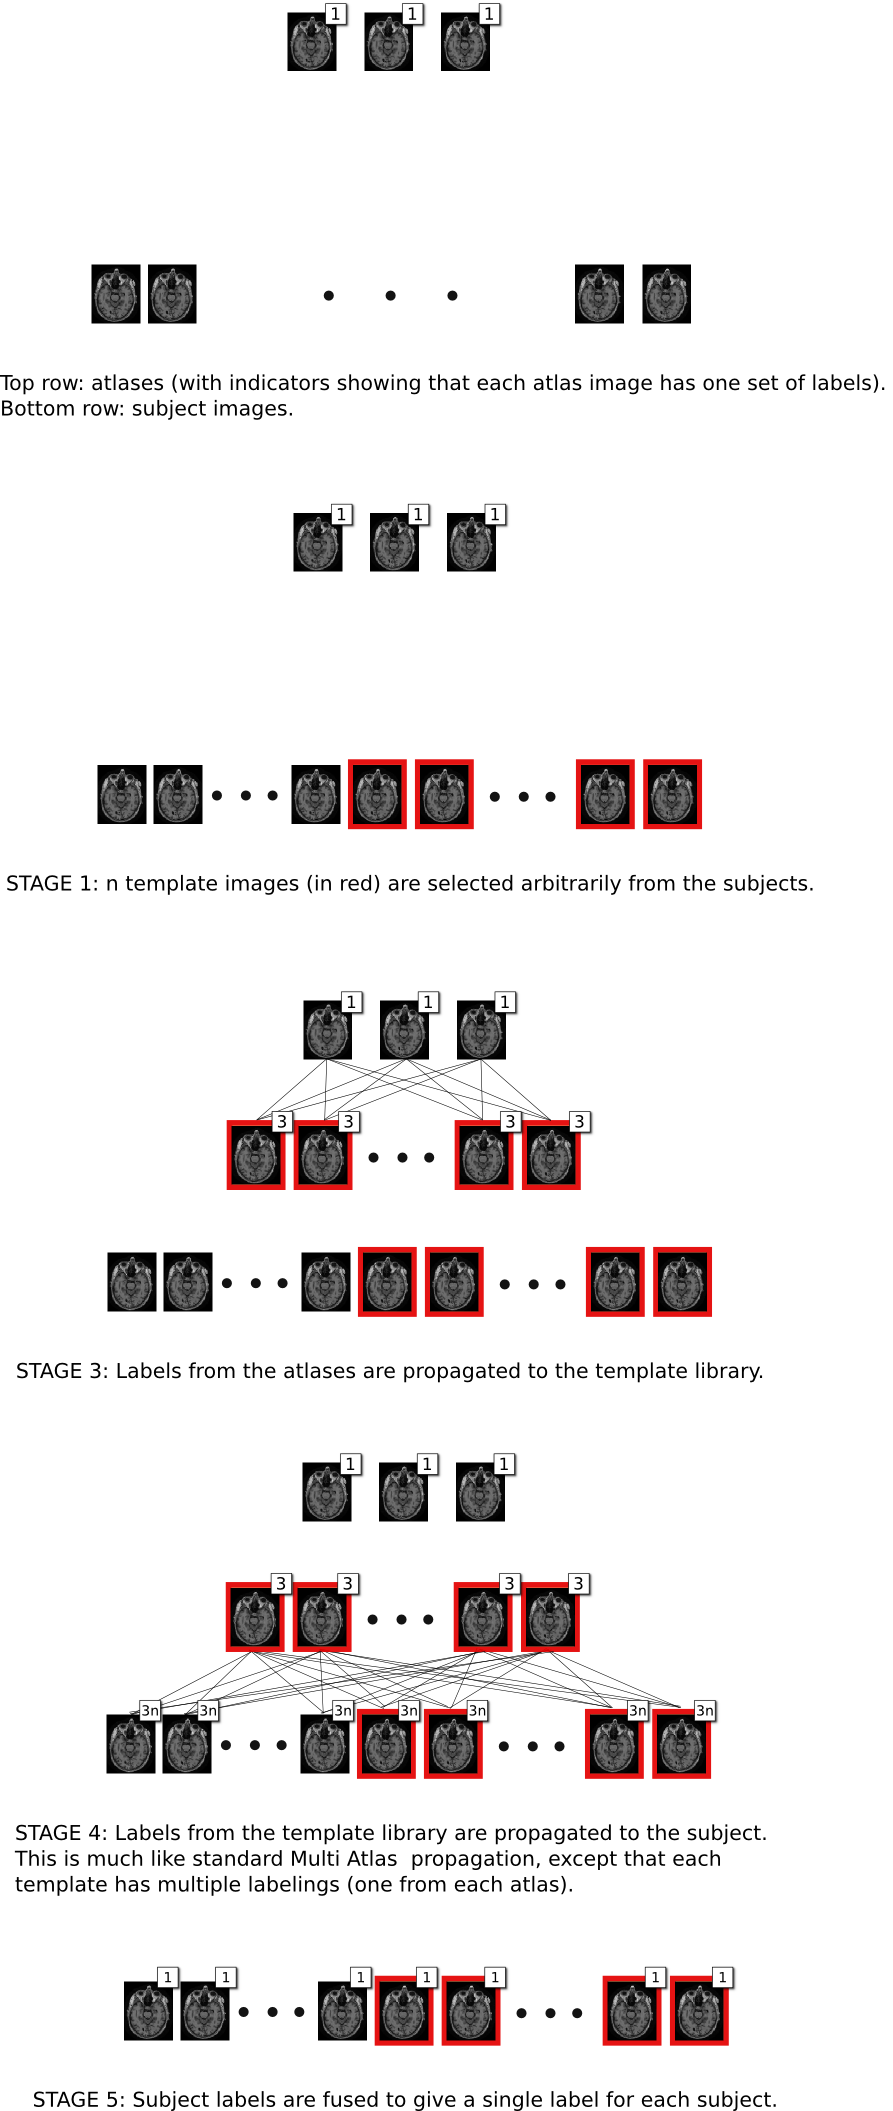 1 1 1
Top row: atlases (with indicators showing that each atlas image has one set of labels).
Bottom row: subject images.
1 1 1
STAGE 1: n template images (in red) are selected arbitrarily from the subjects.
1 1 1
3 3 3 3
STAGE 3: Labels from the atlases are propagated to the template library.
1 1 1
3 3 3 3
3n 3n 3n 3n 3n 3n 3n
STAGE 4: Labels from the template library are propagated to the subject.
This is much like standard Multi Atlas  propagation, except that each
template has multiple labelings (one from each atlas).
1 1 1 1 1 1 1
STAGE 5: Subject labels are fused to give a single label for each subject.